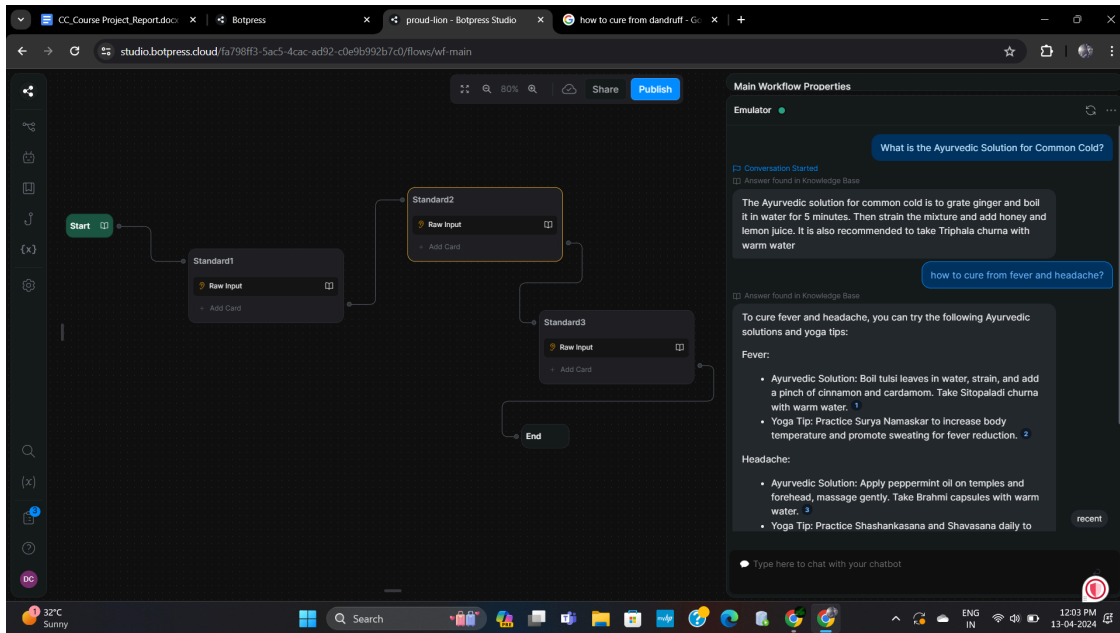 CC_Course Project_Report.docx
Botpress
proud-lion - Botpress Studio
how to cure from dandruff - Go
studio.botpress.cloud/fa798ff3-5ac5-4cac-ad92-c0e9b992b7c0/flows/wf-main
80%
Share
Publish
Main Workflow Properties
Emulator
What is the Ayurvedic Solution for Common Cold?
Conversation Started
Answer found in Knowledge Base
The Ayurvedic solution for common cold is to grate ginger and boil
it in water for 5 minutes. Then strain the mixture and add honey and
lemon juice. It is also recommended to take Triphala churna with
warm water
how to cure from fever and headache?
Answer found in Knowledge Base
To cure fever and headache, you can try the following Ayurvedic
solutions and yoga tips:
Fever:
• Ayurvedic Solution: Boil tulsi leaves in water, strain, and add
a pinch of cinnamon and cardamom. Take Sitopaladi churna
with warm water. 1
• Yoga Tip: Practice Surya Namaskar to increase body
temperature and promote sweating for fever reduction. 2
Headache:
• Ayurvedic Solution: Apply peppermint oil on temples and
forehead, massage gently. Take Brahmi capsules with warm
water. 3
• Yoga Tip: Practice Shashankasana and Shavasana daily to
recent
Type here to chat with your chatbot
Start
Standard1
Raw Input
+ Add Card
Standard2
Raw Input
+ Add Card
Standard3
Raw Input
+ Add Card
End
{x}
(x)
3
DC
1
32°C
Sunny
Search
ENG
IN
12:03 PM
13-04-2024